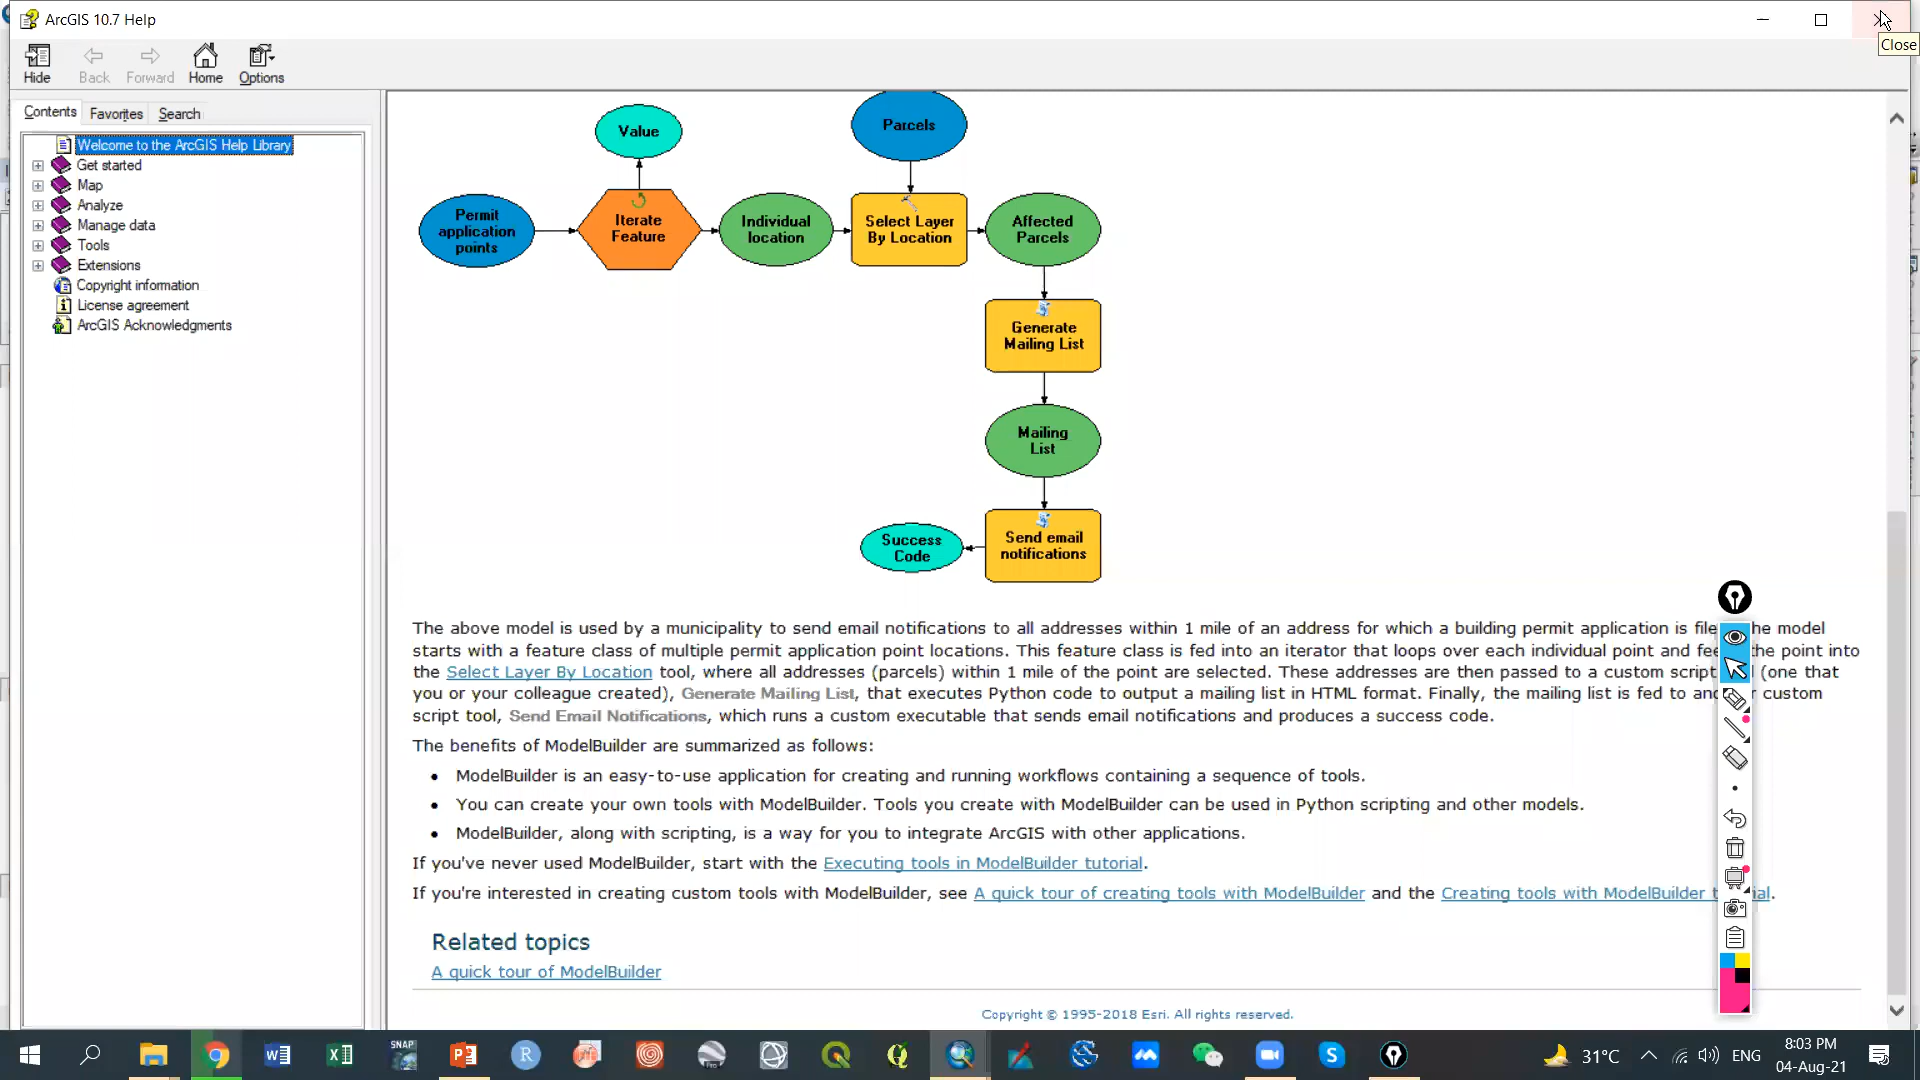 ArcGIS 10.7 Help
Close
Hide
Back
Forward
Home
Options
Contents
Favorites
Search
Welcome to the ArcGIS Help Library
Get started
Map
Analyze
Manage data
Tools
Extensions
Copyright information
License agreement
ArcGIS Acknowledgments
Value
Parcels
Permit
application
points
Iterate
Feature
Individual
location
Select Layer
By Location
Affected
Parcels
Generate
Mailing List
Mailing
List
Send email
notifications
Success
Code
The above model is used by a municipality to send email notifications to all addresses within 1 mile of an address for which a building permit application is file he model
starts with a feature class of multiple permit application point locations. This feature class is fed into an iterator that loops over each individual point and fee the point into
the Select Layer By Location tool, where all addresses (parcels) within 1 mile of the point are selected. These addresses are then passed to a custom script (one that
you or your colleague created), Generate Mailing List, that executes Python code to output a mailing list in HTML format. Finally, the mailing list is fed to an custom
script tool, Send Email Notifications, which runs a custom executable that sends email notifications and produces a success code.
The benefits of ModelBuilder are summarized as follows:
• ModelBuilder is an easy-to-use application for creating and running workflows containing a sequence of tools.
• You can create your own tools with ModelBuilder. Tools you create with ModelBuilder can be used in Python scripting and other models.
• ModelBuilder, along with scripting, is a way for you to integrate ArcGIS with other applications.
If you've never used ModelBuilder, start with the Executing tools in ModelBuilder tutorial.
If you're interested in creating custom tools with ModelBuilder, see A quick tour of creating tools with ModelBuilder and the Creating tools with ModelBuilder t ial.
Related topics
A quick tour of ModelBuilder
Copyright © 1995-2018 Esri. All rights reserved.
SNAP
31°C
ENG
8:03 PM
04-Aug-21